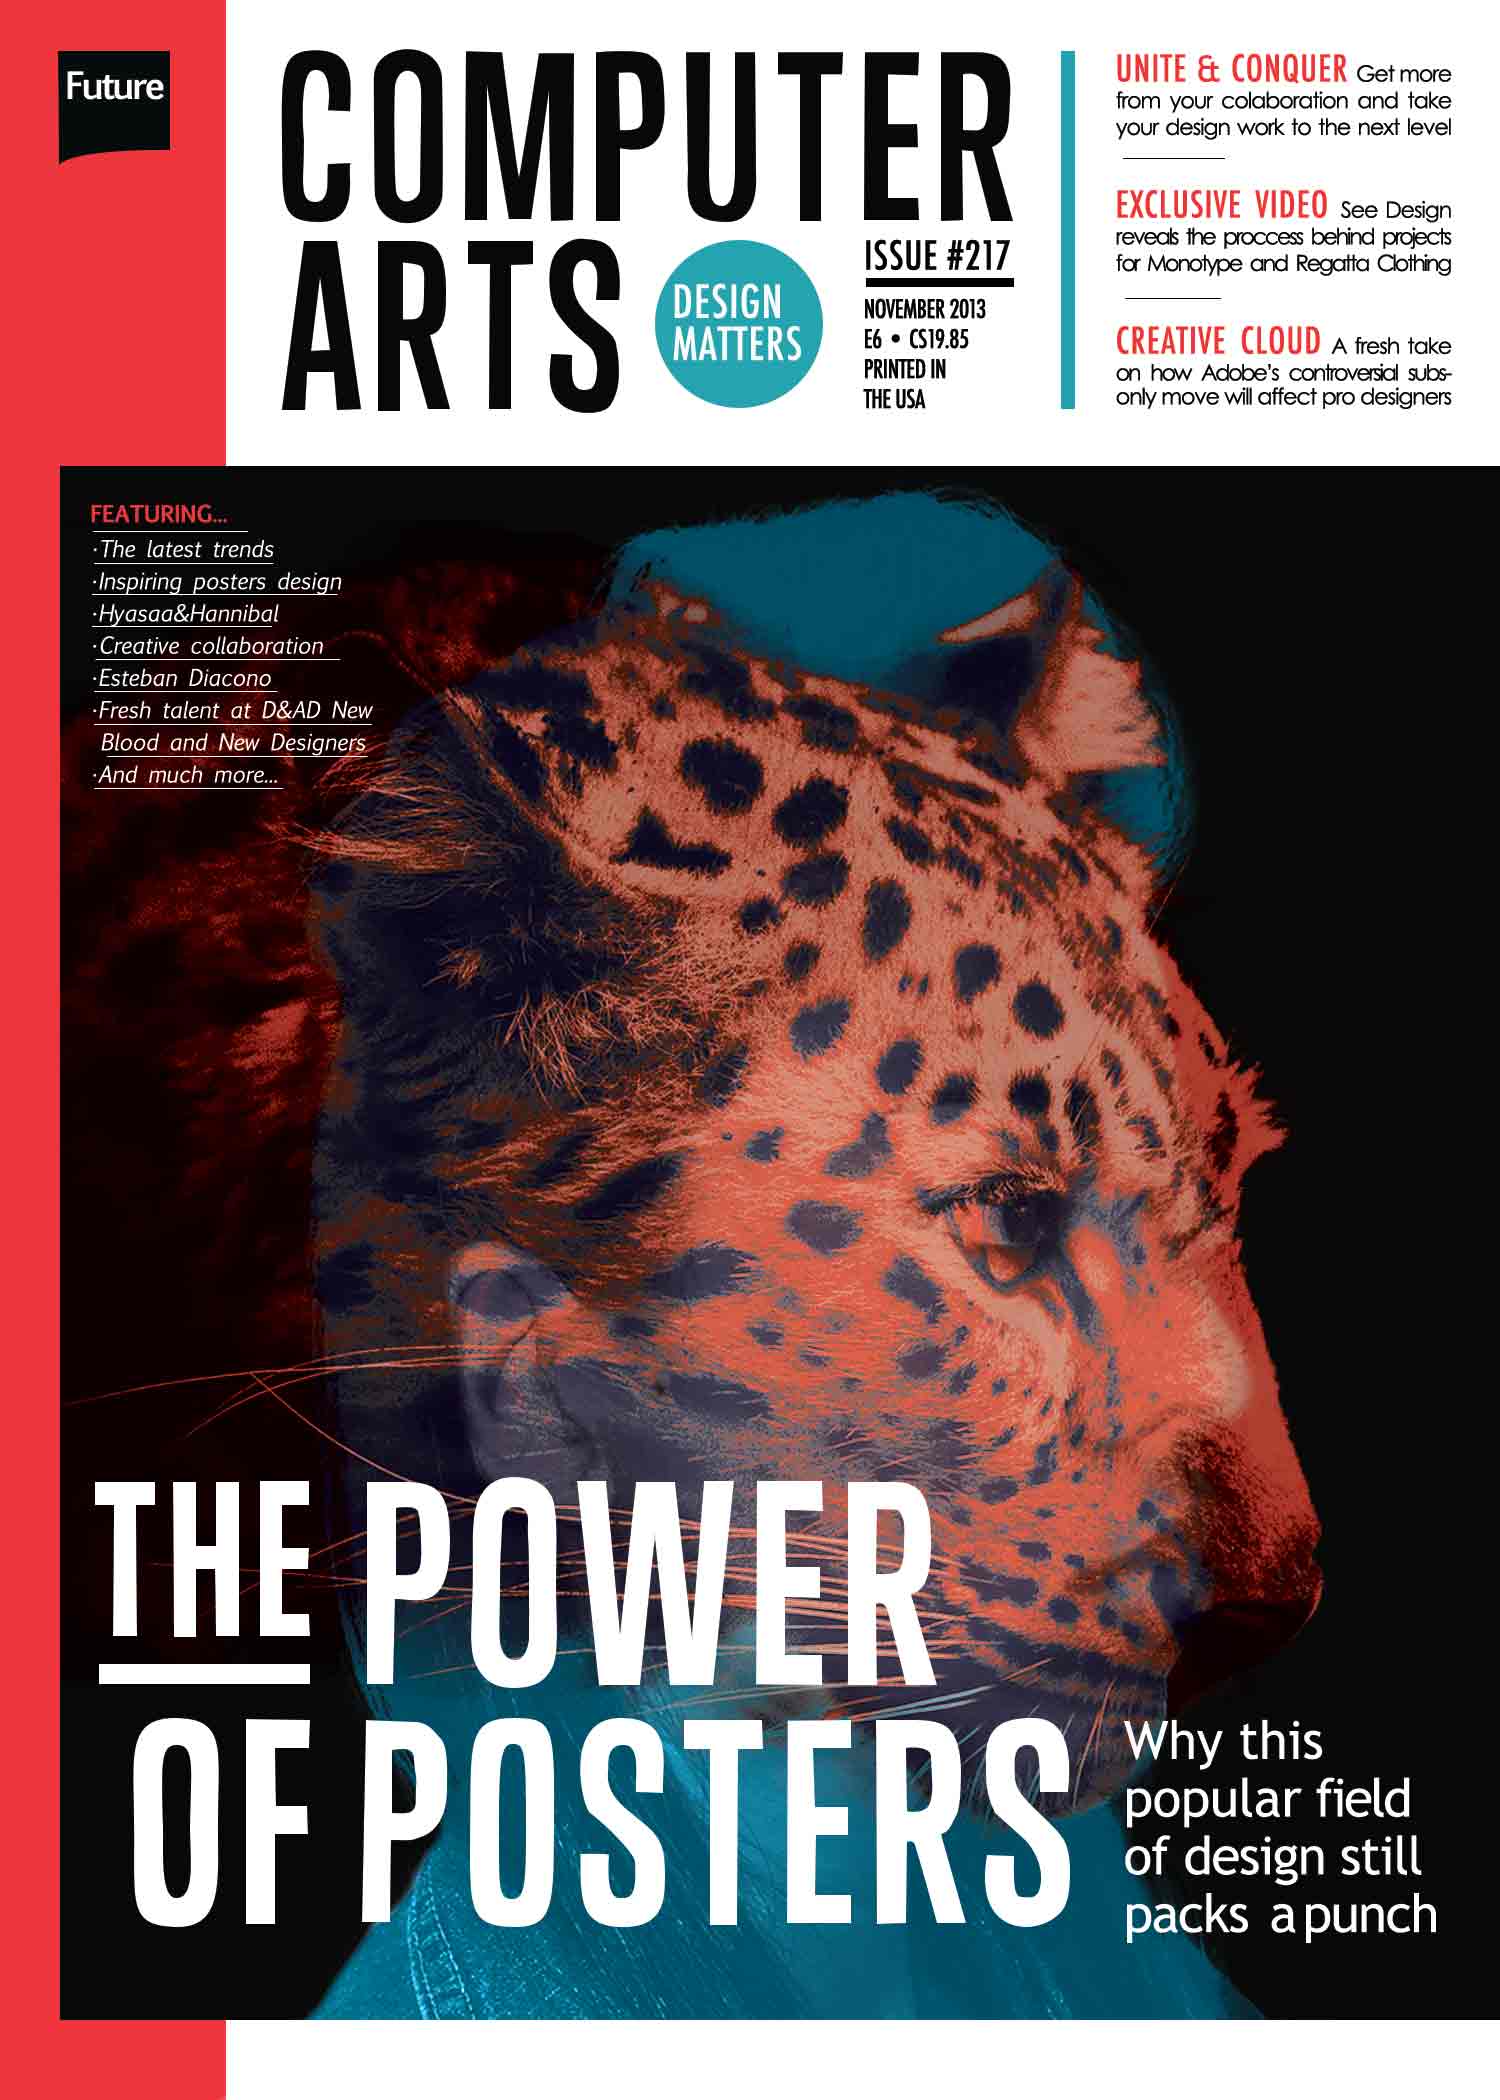 Future
COMPUTER
ARTS
DESIGN
MATTERS
ISSUE #217
NOVEMBER 2013
E6 • CS19.85
PRINTED IN
THE USA
UNITE & CONQUER Get more
from your colaboration and take
your design work to the next level
EXCLUSIVE VIDEO See Design
reveals the proccess behind projects
for Monotype and Regatta Clothing
CREATIVE CLOUD A fresh take
on how Adobe's controversial subs-
only move will affect pro designers
FEATURING...
·The latest trends
·Inspiring posters design
·Hyasaa&Hannibal
·Creative collaboration
·Esteban Diacono
·Fresh talent at D&AD New
Blood and New Designers
·And much more...
THE POWER
OF POSTERS
Why this
popular field
of design still
packs a punch